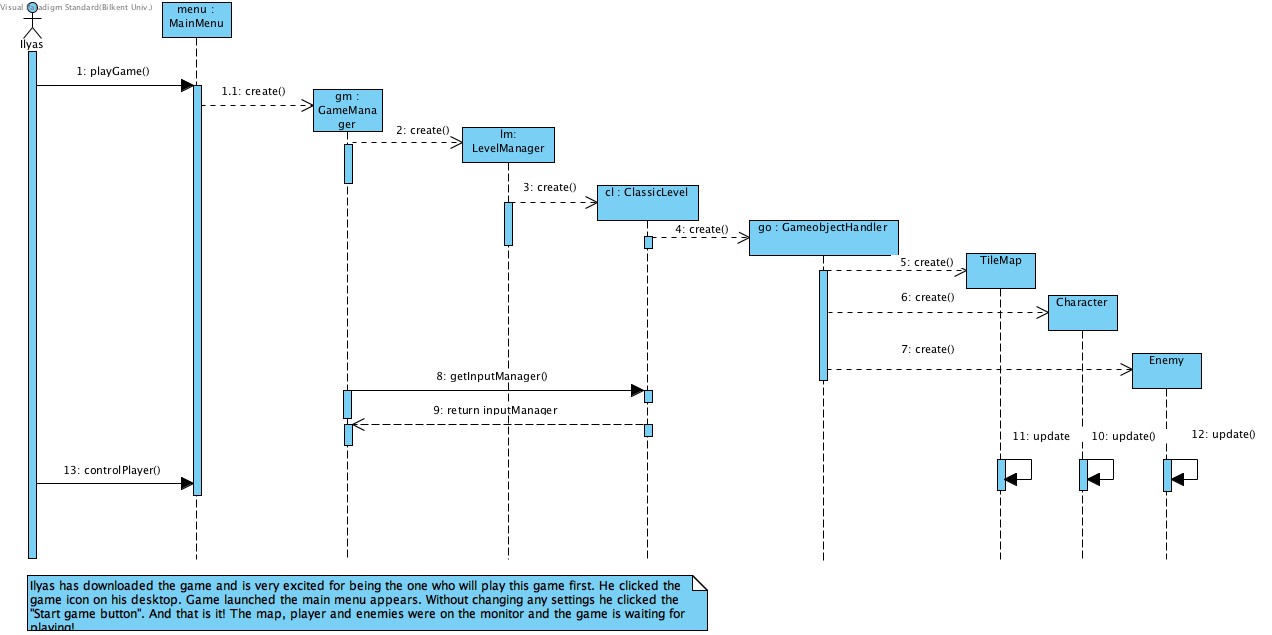 Visual Paradigm Standard(Bilkent Univ.)
Ilyas
menu :
MainMenu
1: playGame()
1.1: create()
gm :
GameMana
ger
2: create()
lm:
LevelManager
3: create()
cl : ClassicLevel
4: create()
go : GameobjectHandler
5: create()
TileMap
6: create()
Character
7: create()
Enemy
8: getInputManager()
9: return inputManager
11: update
10: update()
12: update()
13: controlPlayer()
Ilyas has downloaded the game and is very excited for being the one who will play this game first. He clicked the
game icon on his desktop. Game launched the main menu appears. Without changing any settings he clicked the
"Start game button". And that is it! The map, player and enemies were on the monitor and the game is waiting for
playing!